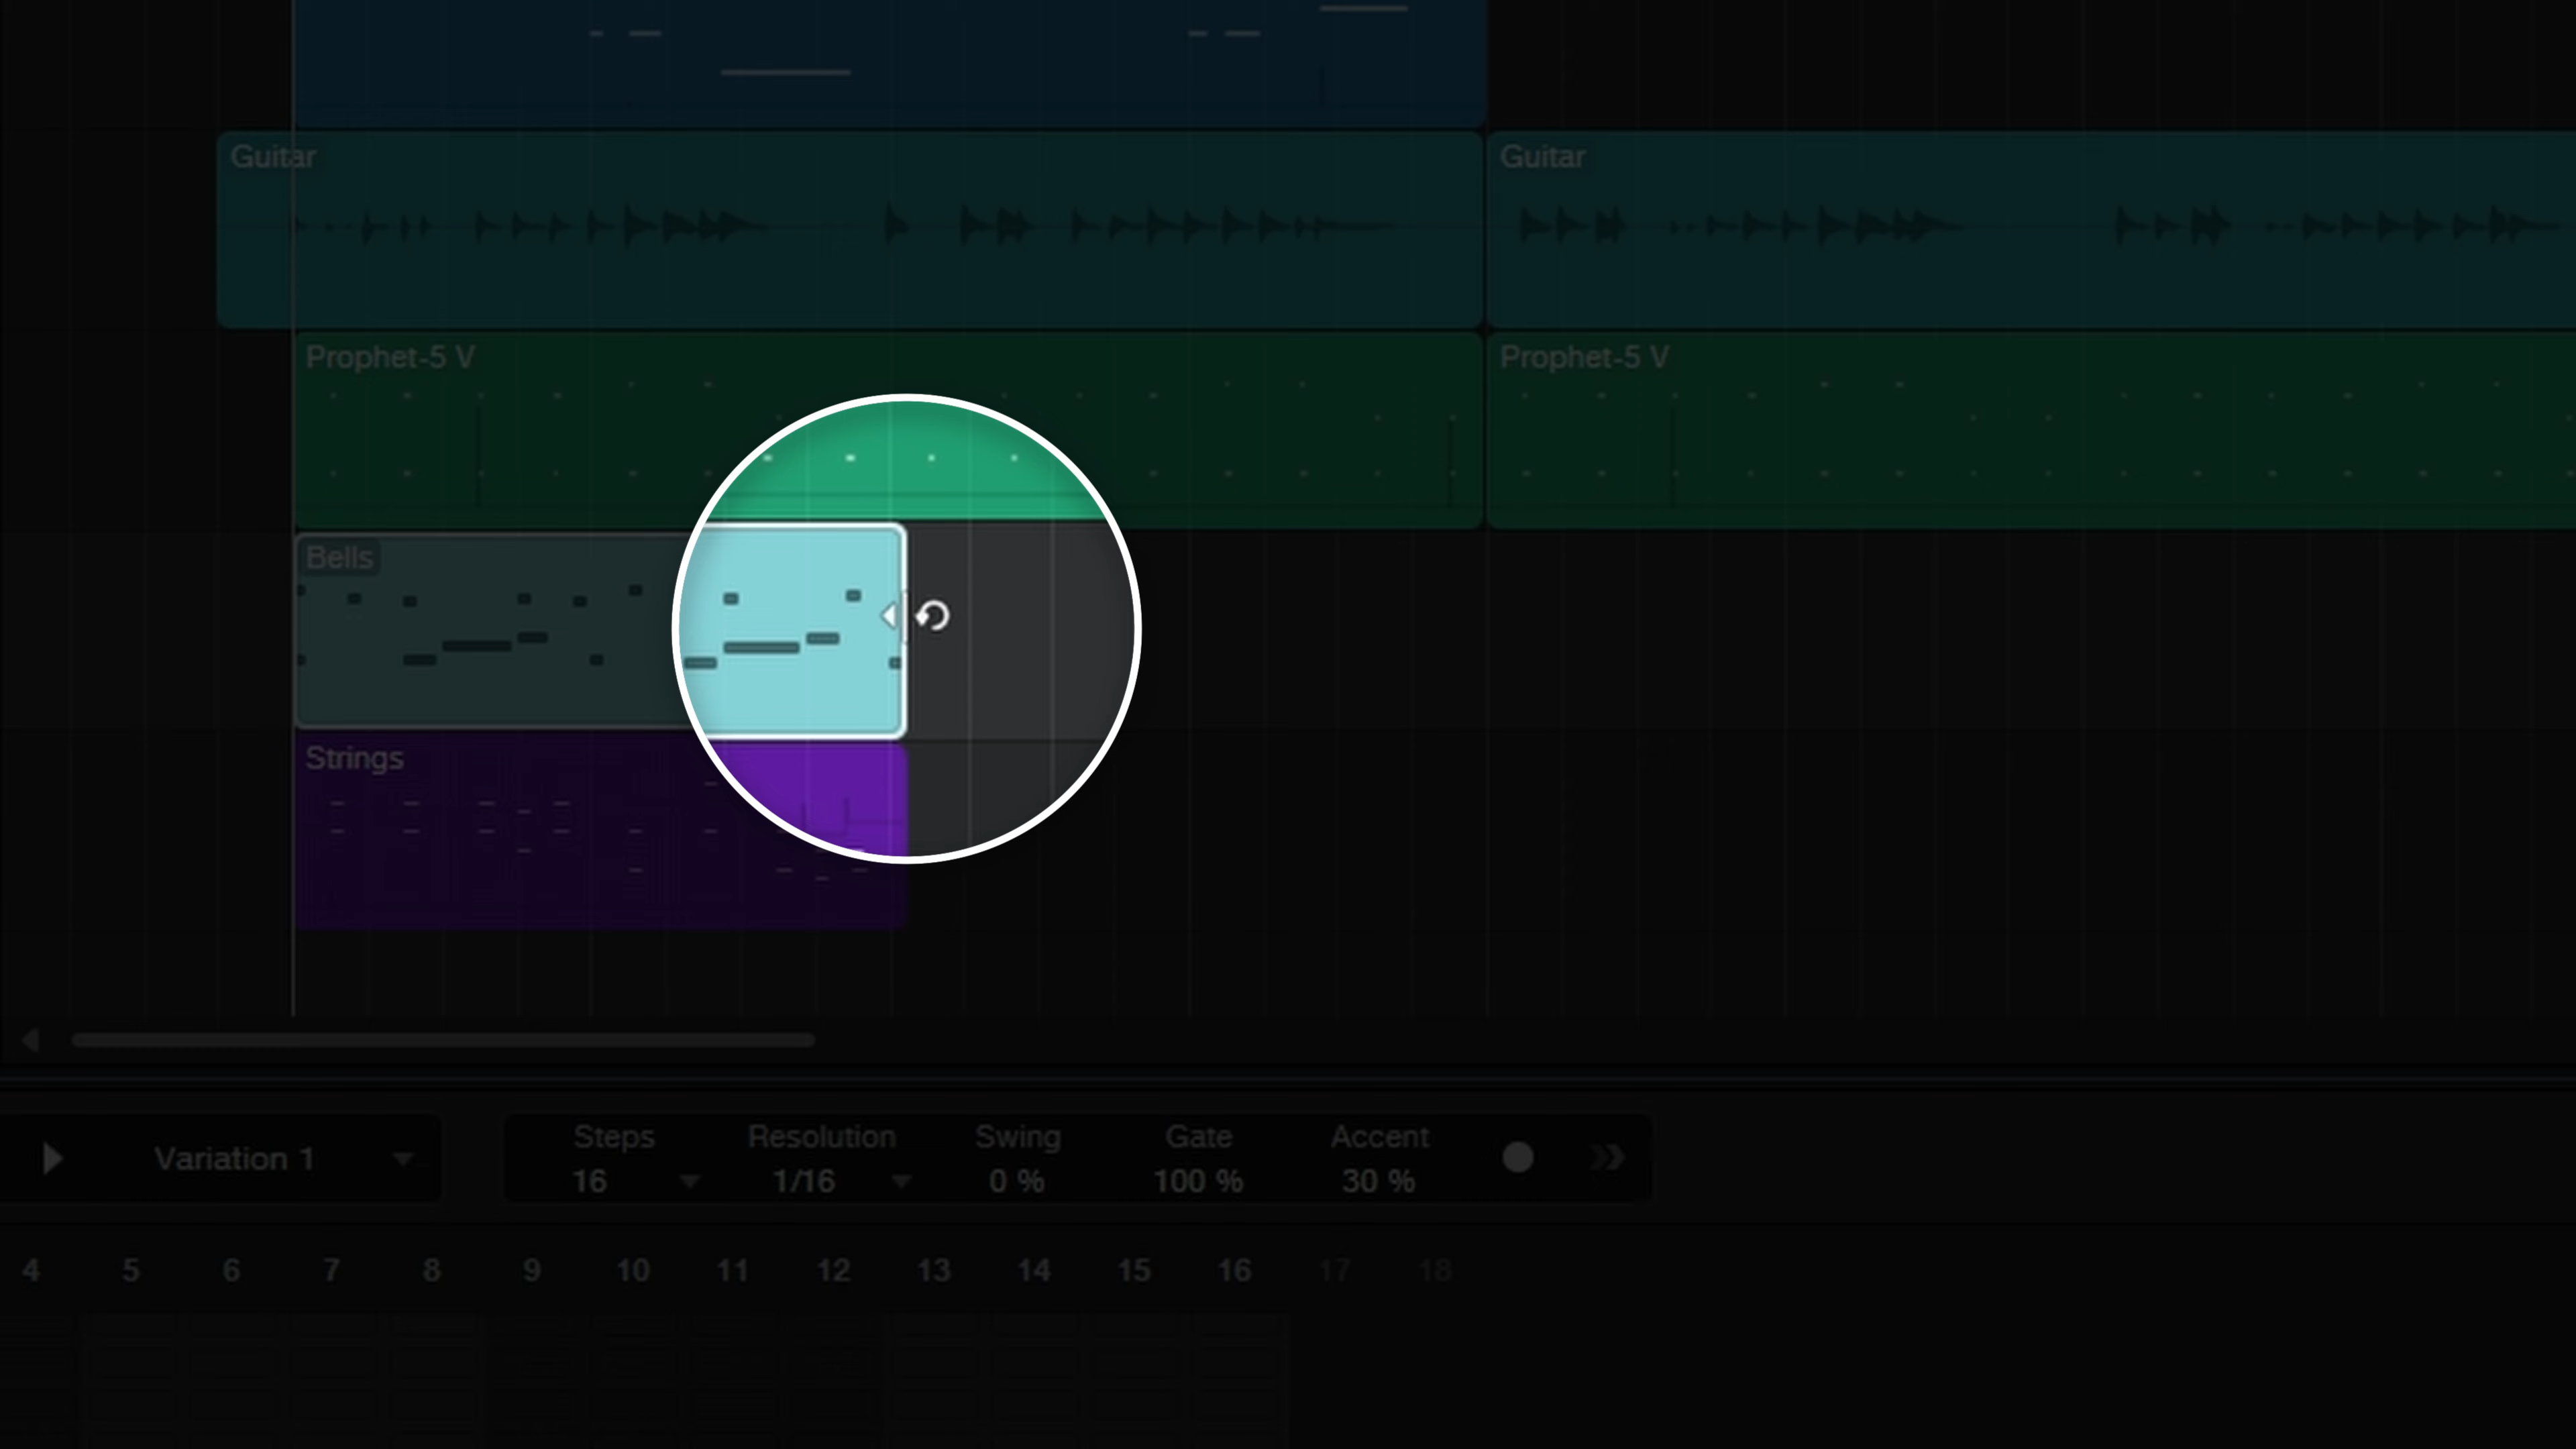 Guitar
Guitar
Prophet-5 V
Prophet-5 V
Bells
Strings
Variation 1
Steps Resolution Swing Gate Accent
16 1/16 0 % 100 % 30 %
4 5 6 7 8 9 10 11 12 13 14 15 16 17 18